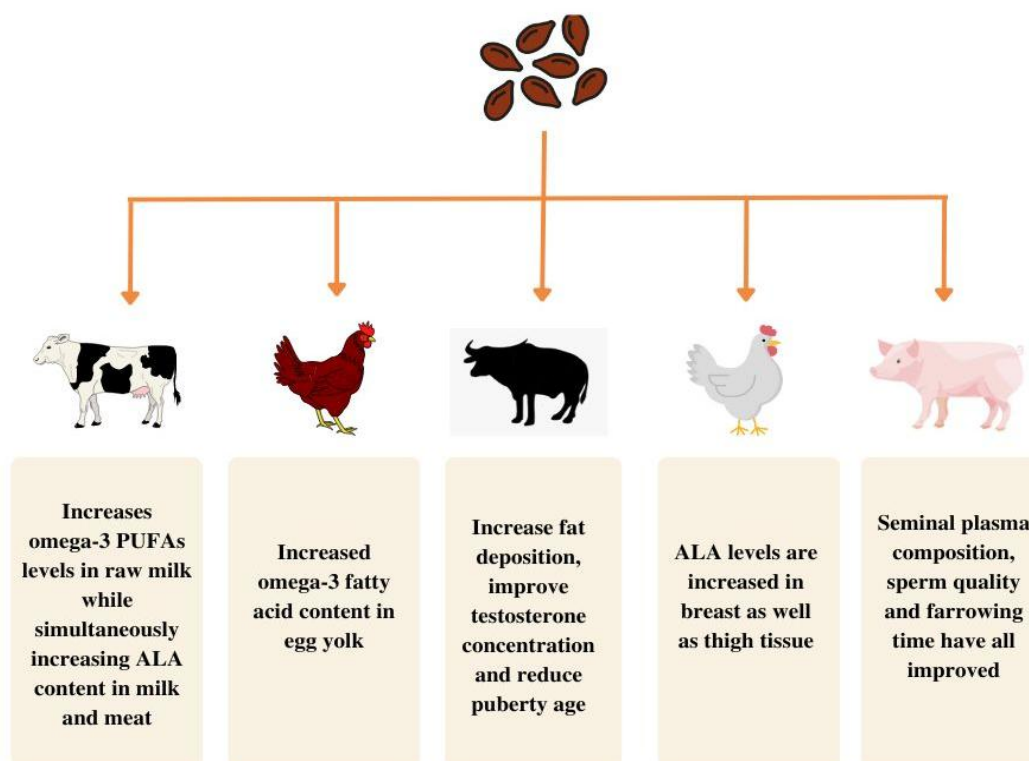 Increases
omega-3 PUFAs
levels in raw milk
while
simultaneously
increasing ALA
content in milk
and meat
Increased
omega-3 fatty
acid content in
egg yolk
Increase fat
deposition,
improve
testosterone
concentration
and reduce
puberty age
ALA levels are
increased in
breast as well
as thigh tissue
Seminal plasma
composition,
sperm quality
and farrowing
time have all
improved